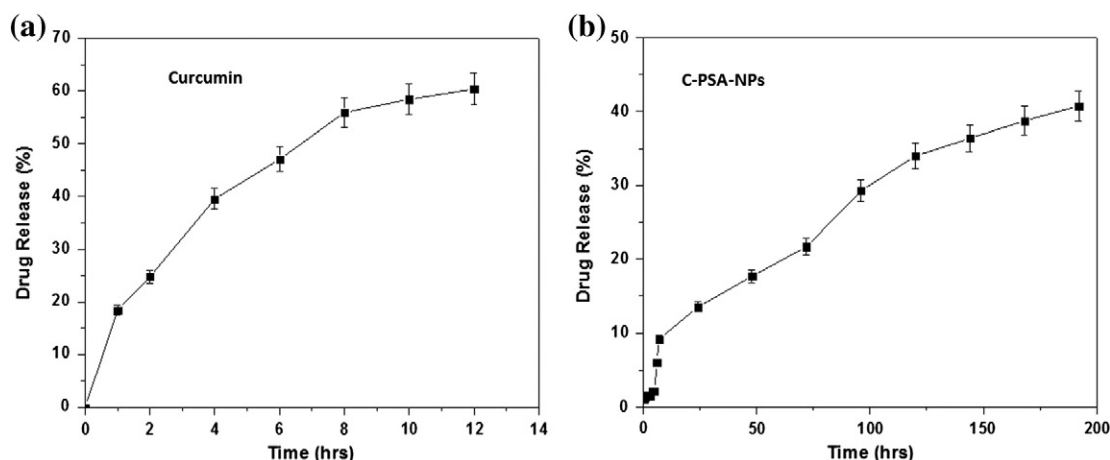 (a)
70
60
50
40
30
20
10
0
Drug Release (%)
Curcumin
0 2 4 6 8 10 12 14
Time (hrs)
(b)
50
40
30
20
10
0
Drug Release (%)
C-PSA-NPs
0 50 100 150 200
Time (hrs)